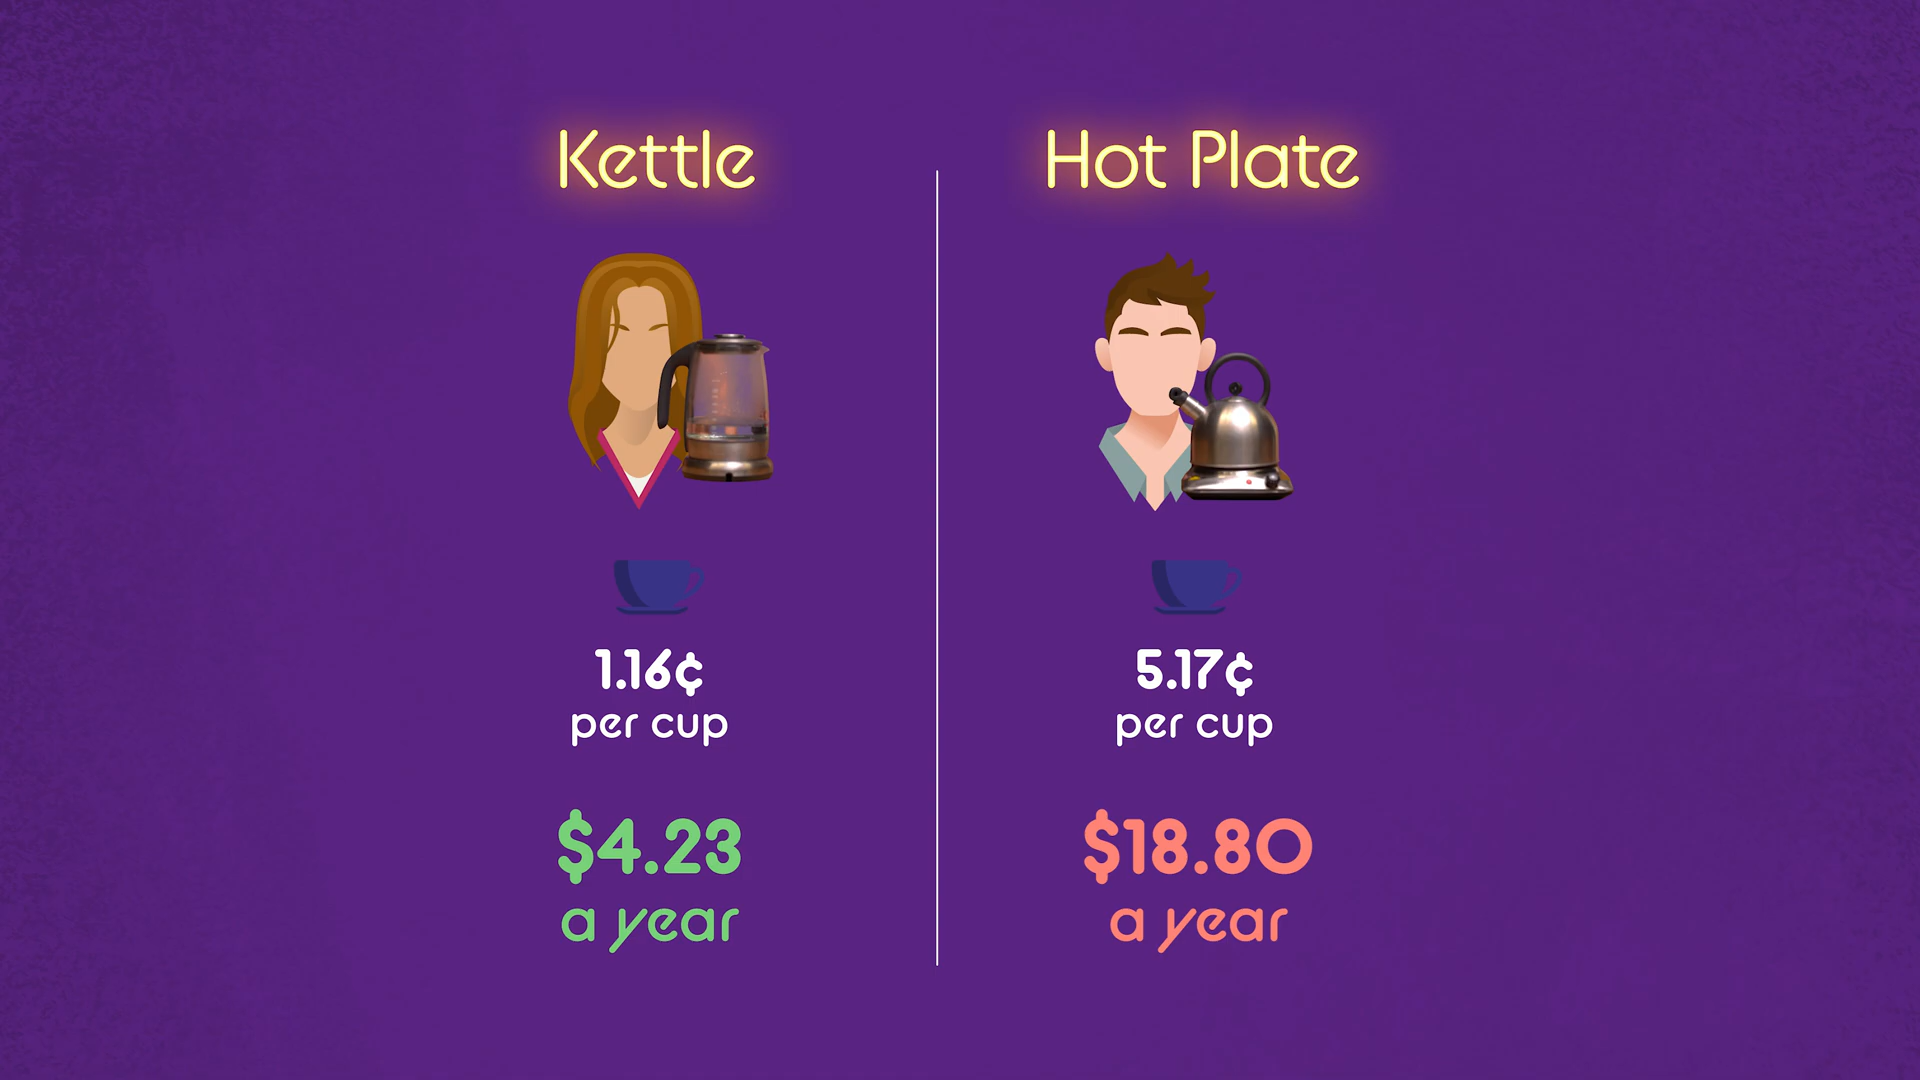 Kettle
Hot Plate
1.16¢
per cup
5.17¢
per cup
$4.23
a year
$18.80
a year